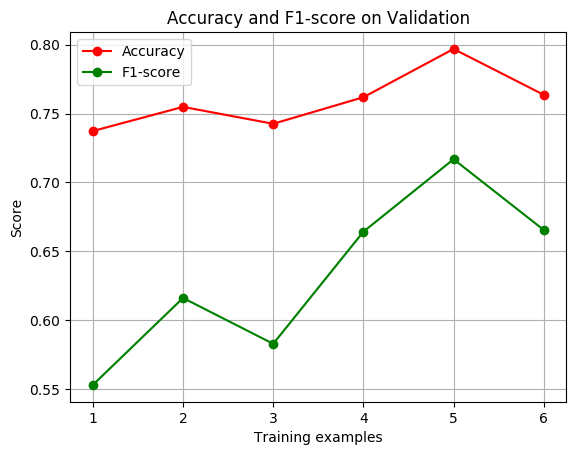 Accuracy and F1-score on Validation
Accuracy
F1-score
0.80
0.75
0.70
0.65
0.60
0.55
Score
1 2 3 4 5 6
Training examples